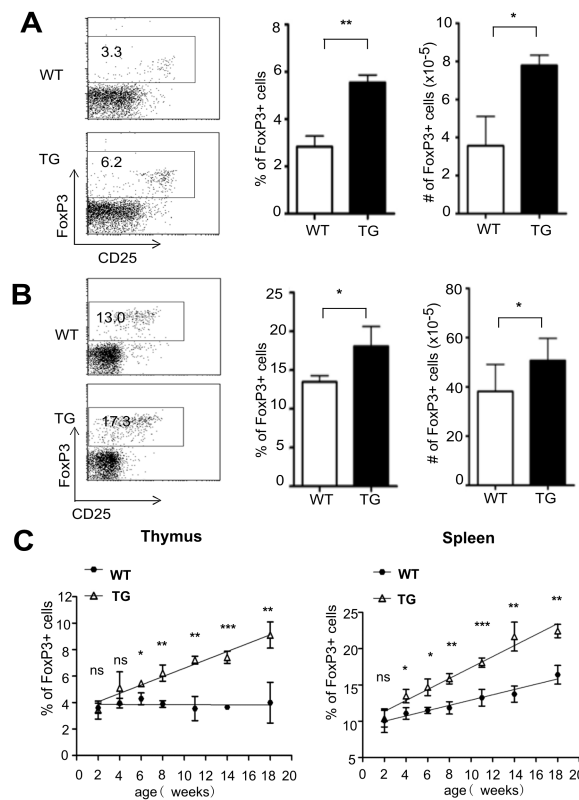 A
WT
3.3
TG
6.2
FoxP3
CD25
% of FoxP3+ cells
8
6
4
2
0
**
WT TG
# of FoxP3+ cells (x10-5)
10
8
6
4
2
0
*
WT TG
B
WT
13.0
TG
17.3
FoxP3
CD25
% of FoxP3+ cells
25
20
15
10
5
0
*
WT TG
# of FoxP3+ cells (x10-5)
80
60
40
20
0
*
WT TG
C
Thymus
WT
TG
% of FoxP3+ cells
12
10
8
6
4
2
0
ns ns * ** ** *** **
0 2 4 6 8 10 12 14 16 18 20
age( weeks)
Spleen
WT
TG
% of FoxP3+ cells
25
20
15
10
5
ns * * ** *** ** **
0 2 4 6 8 10 12 14 16 18 20
age( weeks)